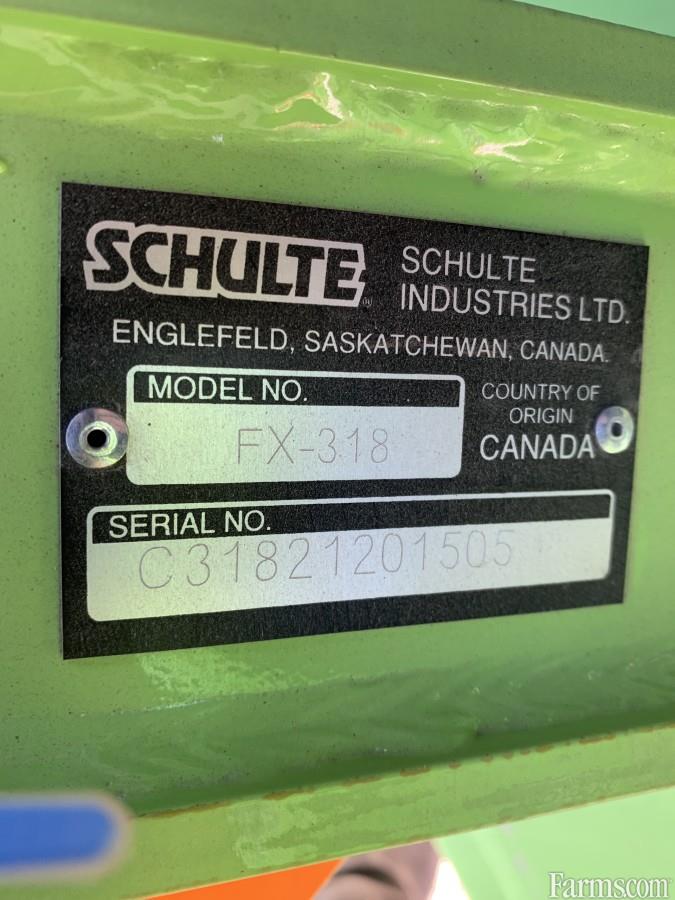 SCHULTE
SCHULTE
INDUSTRIES LTD.
ENGLEFELD, SASKATCHEWAN, CANADA.
MODEL NO.
FX-318
COUNTRY OF
ORIGIN
CANADA
SERIAL NO.
C31821201505
Farms.com